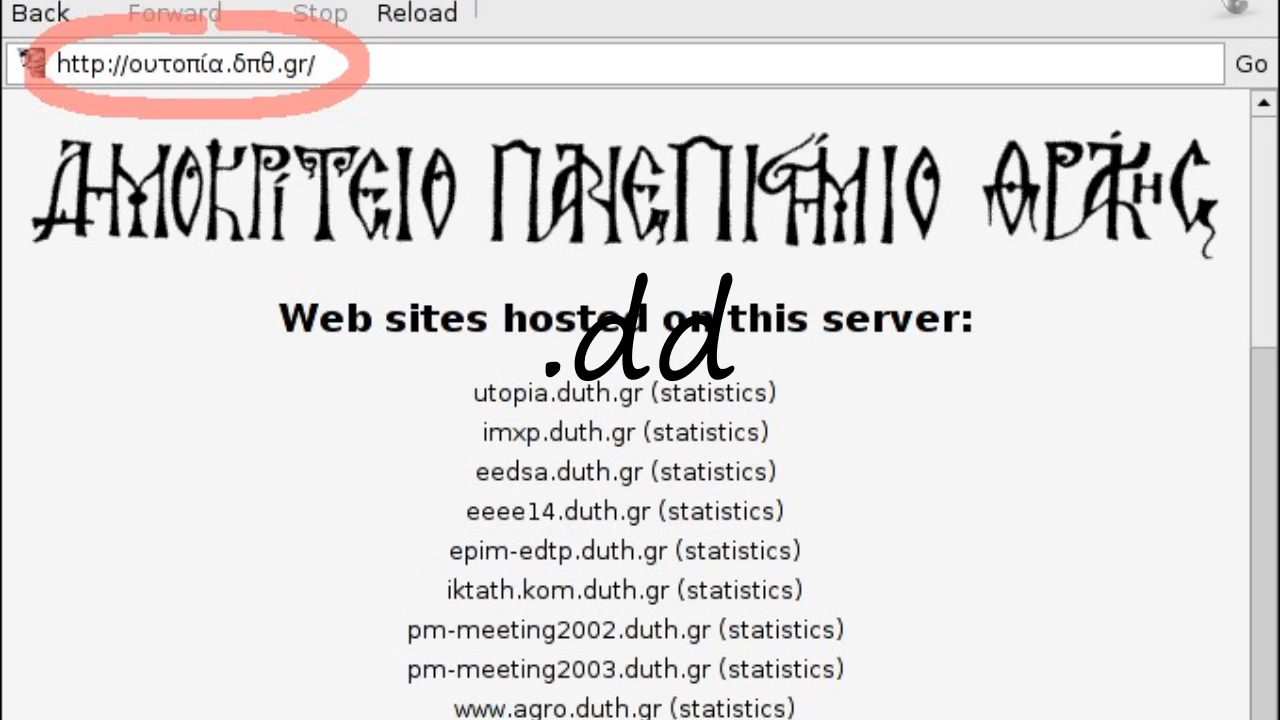 Back Forward Stop Reload
http://ουτοπία.δπθ.gr/ Go
ΔΗΜΟΚΡΊΤΕΙΟ ΠΑΝΕΠΙΣΤΉΜΙΟ ΘΡΆΚΗΣ
Web sites hosted on this server:
.dd
utopia.duth.gr (statistics)
imxp.duth.gr (statistics)
eedsa.duth.gr (statistics)
eeee14.duth.gr (statistics)
epim-edtp.duth.gr (statistics)
iktath.kom.duth.gr (statistics)
pm-meeting2002.duth.gr (statistics)
pm-meeting2003.duth.gr (statistics)
www.agro.duth.gr (statistics)